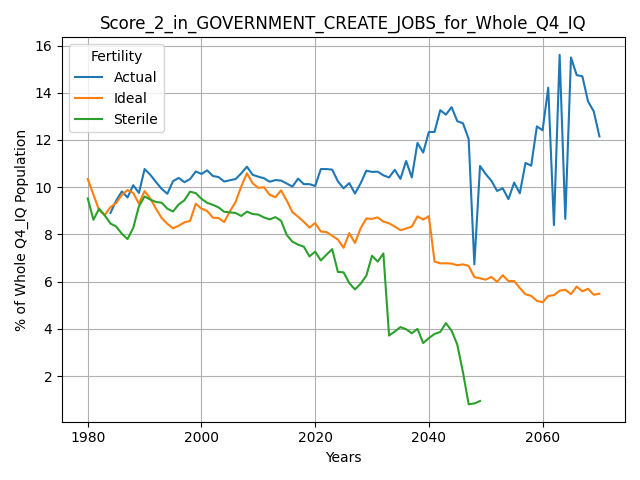 Score_2_in_GOVERNMENT_CREATE_JOBS_for_Whole_Q4_IQ
Fertility
Actual
Ideal
Sterile
% of Whole Q4_IQ Population
16
14
12
10
8
6
4
2
1980
2000
2020
2040
2060
Years